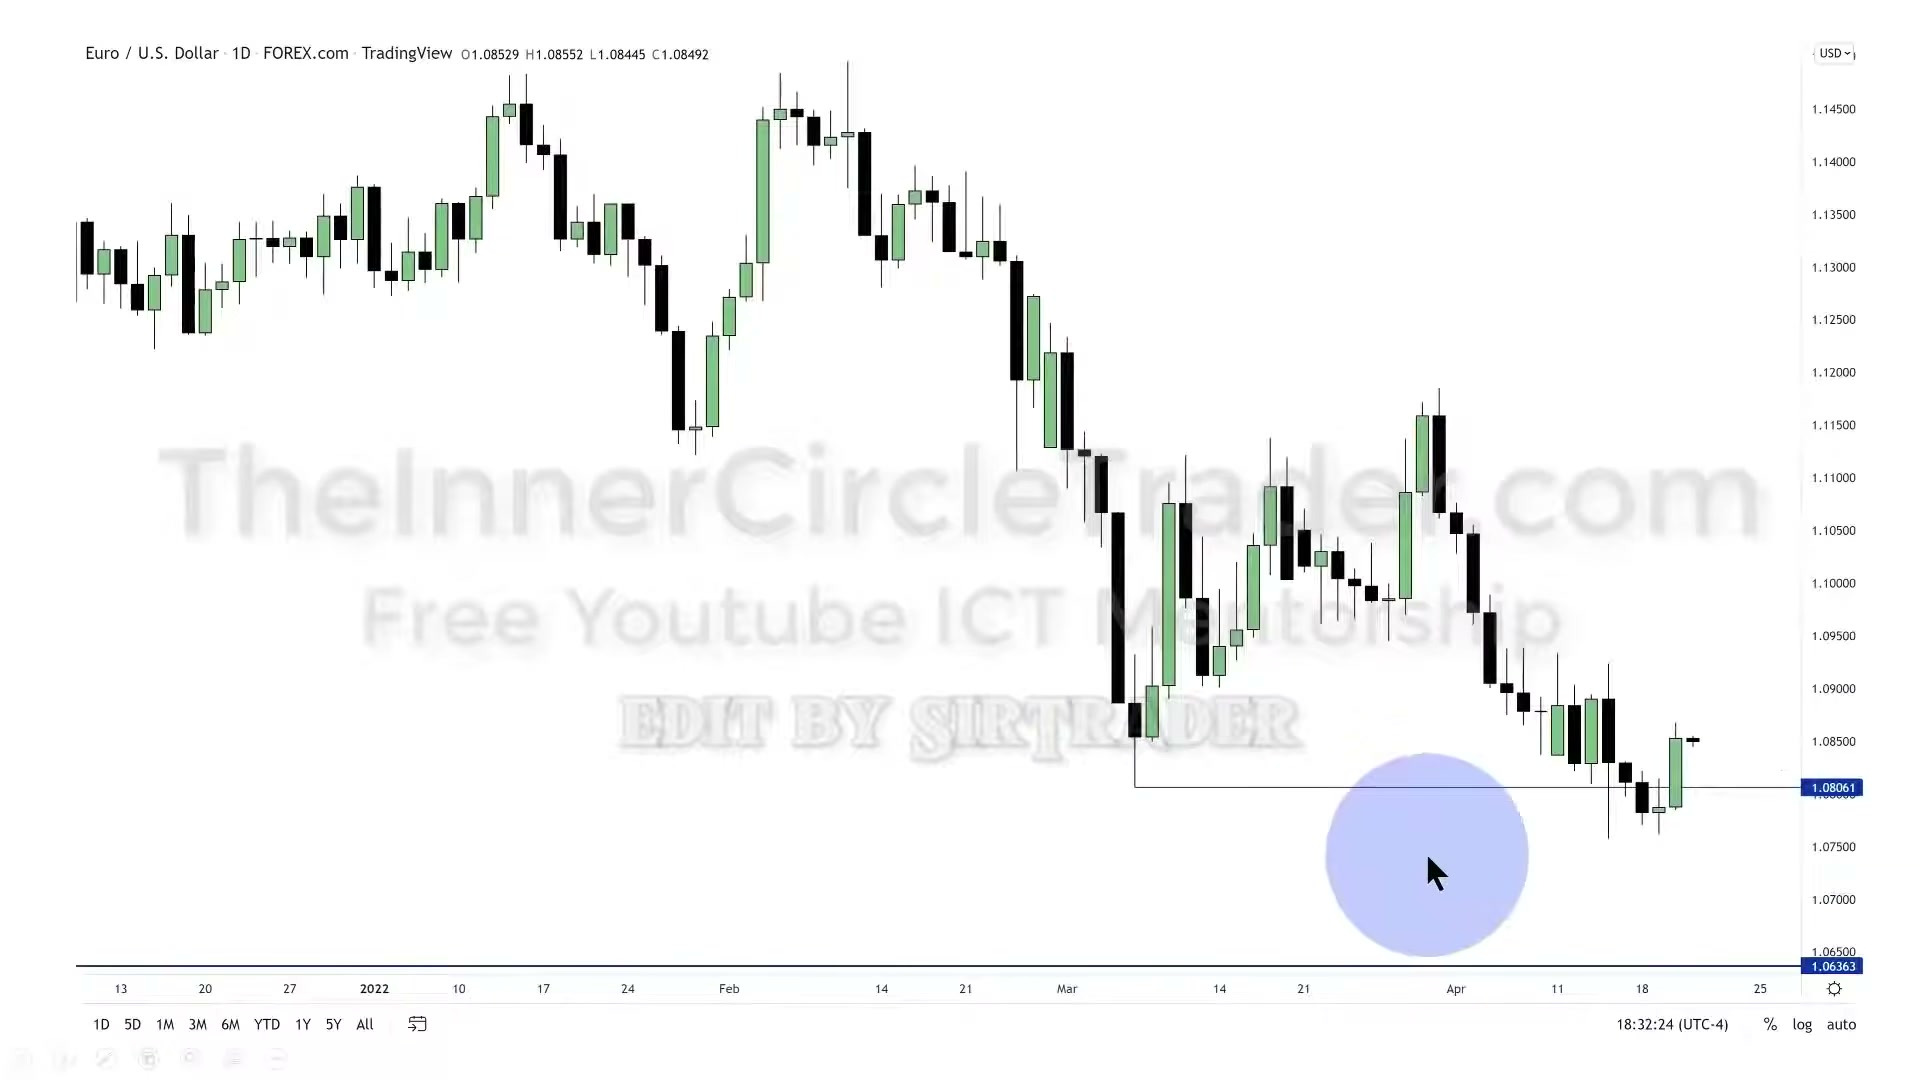 Euro / U.S. Dollar · 1D · FOREX.com · TradingView O1.08529 H1.08552 L1.08445 C1.08492
USD
1.14500
1.14000
1.13500
1.13000
1.12500
1.12000
1.11500
1.11000
1.10500
1.10000
1.09500
1.09000
1.08500
1.08061
1.07500
1.07000
1.06500
1.06363
TheInnerCircleTrader.com
Free Youtube ICT Mentorship
EDIT BY SIRTRADER
13 20 27 2022 10 17 24 Feb 14 21 Mar 14 21 Apr 11 18 25
1D 5D 1M 3M 6M YTD 1Y 5Y All 18:32:24 (UTC-4) % log auto